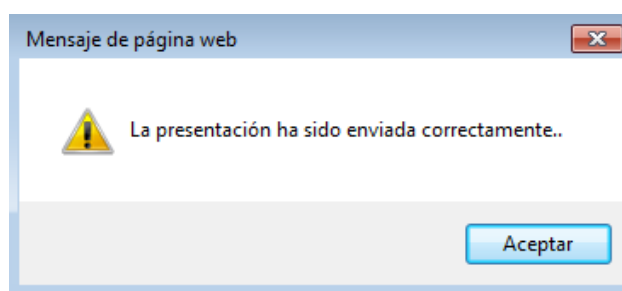 Mensaje de página web
La presentación ha sido enviada correctamente..
Aceptar